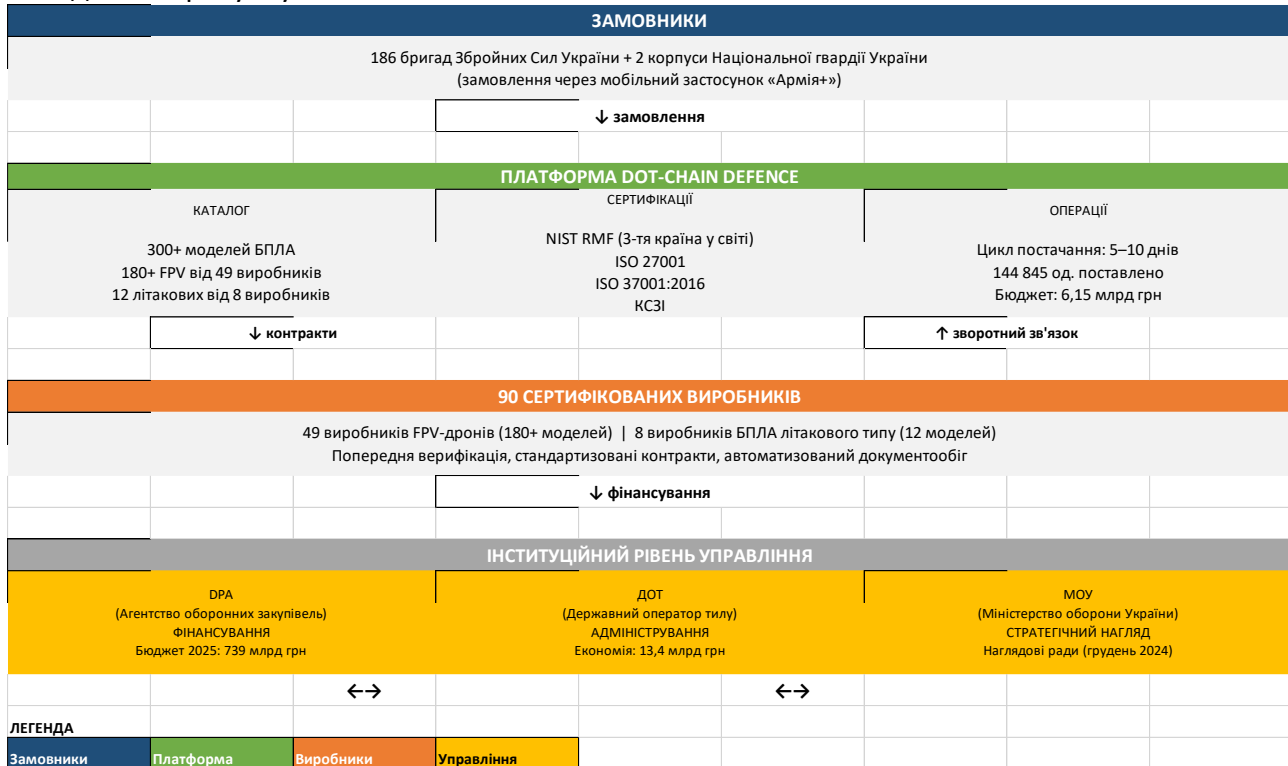 ЗАМОВНИКИ
186 бригад Збройних Сил України + 2 корпуси Національної гвардії України
(замовлення через мобільний застосунок «Армія+»)
↓ замовлення
ПЛАТФОРМА DOT-CHAIN DEFENCE
КАТАЛОГ
300+ моделей БПЛА
180+ FPV від 49 виробників
12 літакових від 8 виробників
СЕРТИФІКАЦІЇ
NIST RMF (3-тя країна у світі)
ISO 27001
ISO 37001:2016
КСЗІ
ОПЕРАЦІЇ
Цикл постачання: 5–10 днів
144 845 од. поставлено
Бюджет: 6,15 млрд грн
↓ контракти
↑ зворотний зв'язок
90 СЕРТИФІКОВАНИХ ВИРОБНИКІВ
49 виробників FPV-дронів (180+ моделей) | 8 виробників БПЛА літакового типу (12 моделей)
Попередня верифікація, стандартизовані контракти, автоматизований документообіг
↓ фінансування
ІНСТИТУЦІЙНИЙ РІВЕНЬ УПРАВЛІННЯ
DPA
(Агентство оборонних закупівель)
ФІНАНСУВАННЯ
Бюджет 2025: 739 млрд грн
ДОТ
(Державний оператор тилу)
АДМІНІСТРУВАННЯ
Економія: 13,4 млрд грн
МОУ
(Міністерство оборони України)
СТРАТЕГІЧНИЙ НАГЛЯД
Наглядові ради (грудень 2024)
←→ ←→
ЛЕГЕНДА
Замовники Платформа Виробники Управління